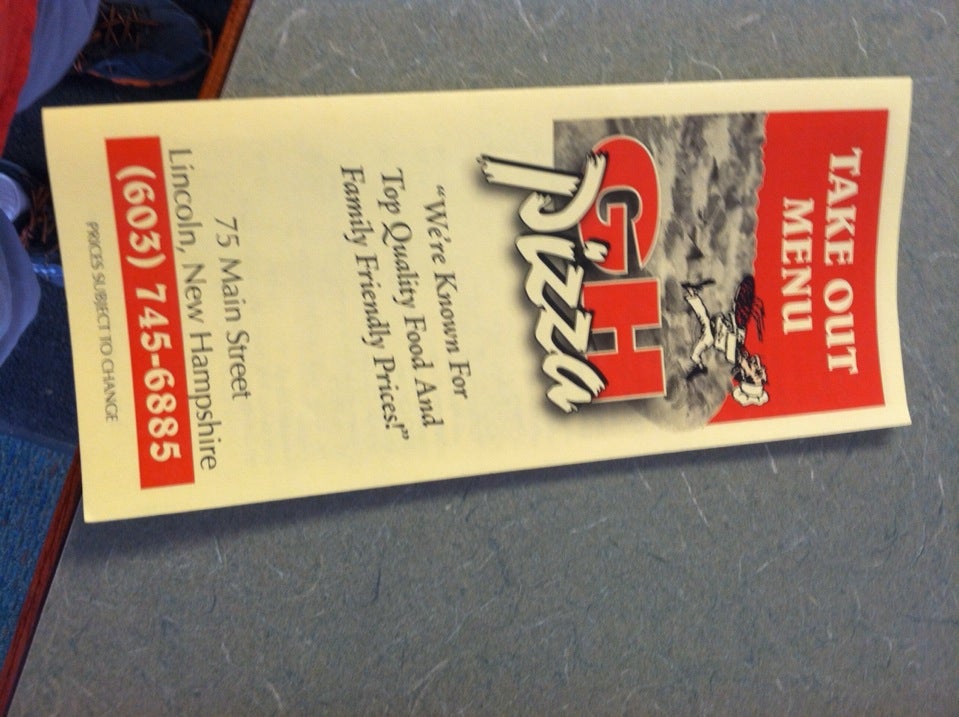 TAKE OUT
MENU
GH
Pizza
"We're Known For
Top Quality Food And
Family Friendly Prices!"
75 Main Street
Lincoln, New Hampshire
(603) 745-6885
PRICES SUBJECT TO CHANGE